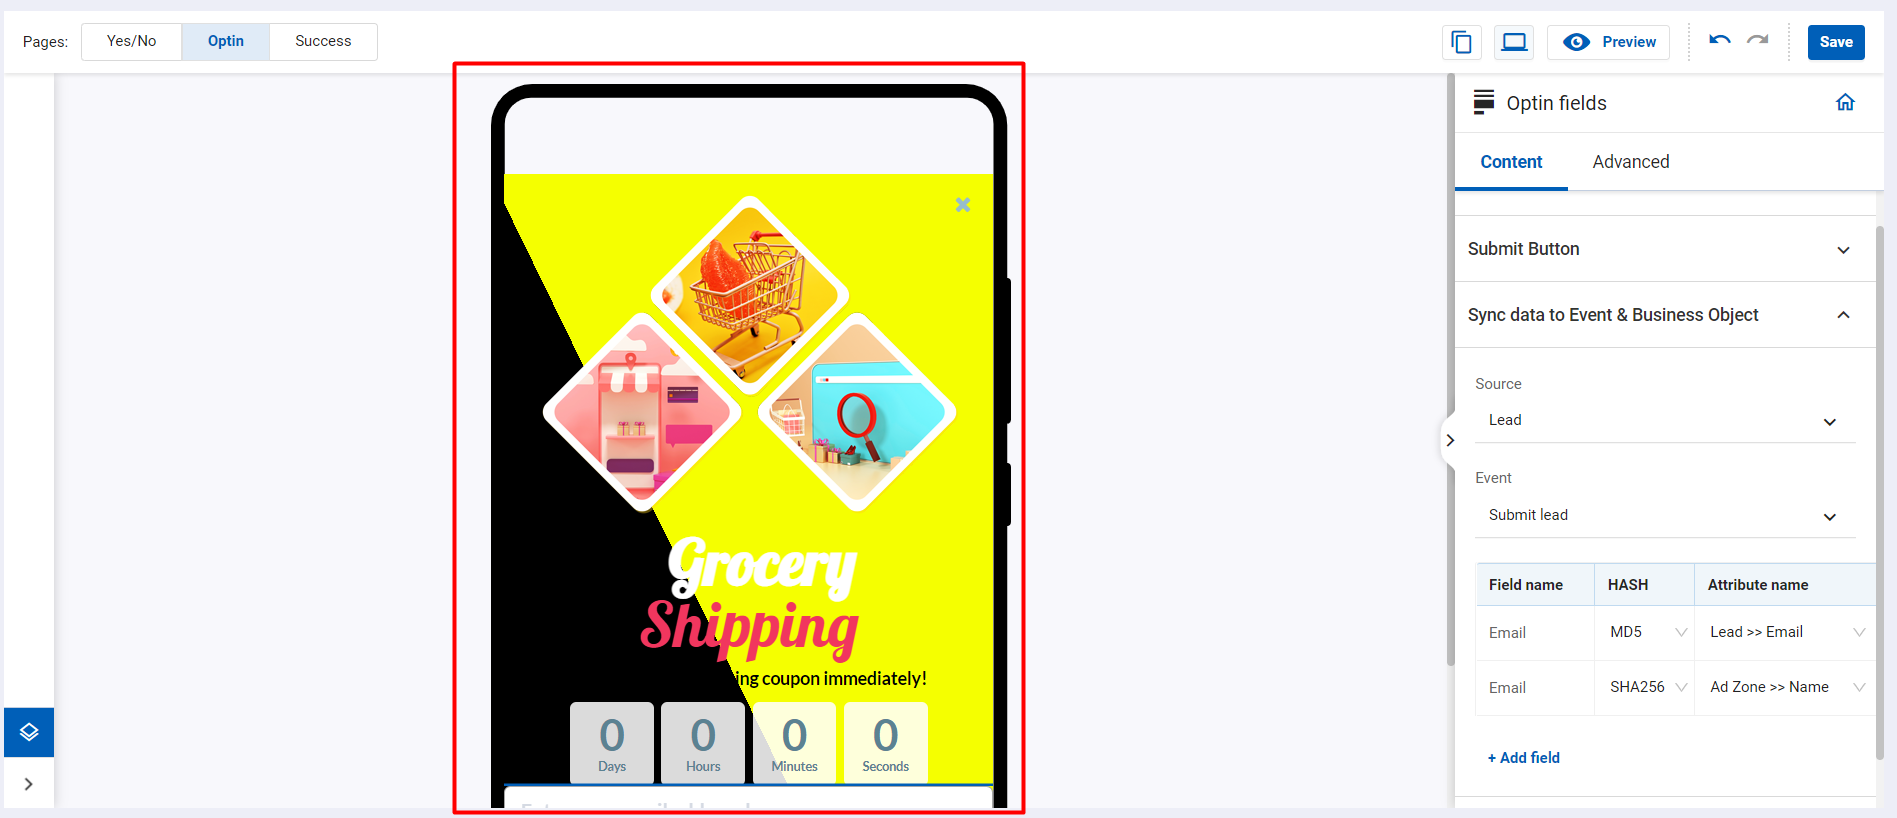 Pages: Yes/No Optin Success Preview Save
Optin fields
Content Advanced
Submit Button
Sync data to Event & Business Object
Source
Lead
Event
Submit lead
Field name HASH Attribute name
Email MD5 Lead >> Email
Email SHA256 Ad Zone >> Name
+ Add field
Grocery
Shipping
ing coupon immediately!
0 0 0 0
Days Hours Minutes Seconds